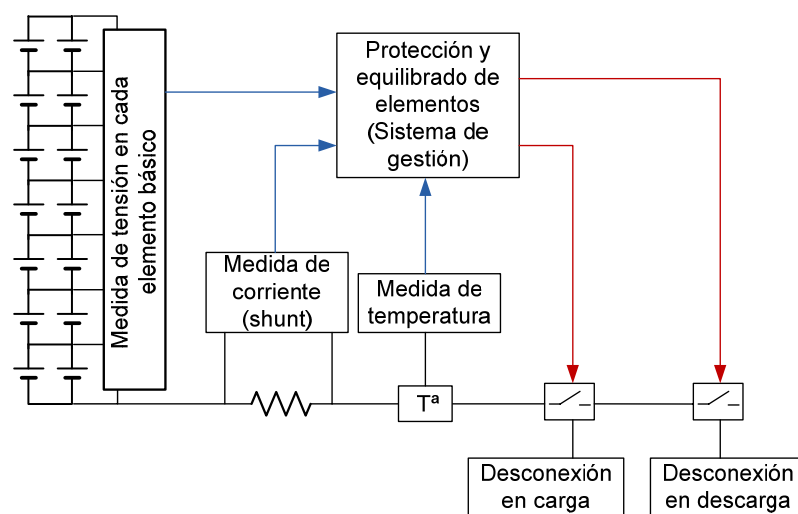 Medida de tensión en cada
elemento básico
Protección y
equilibrado de
elementos
(Sistema de
gestión)
Medida de
corriente
(shunt)
Medida de
temperatura
Tª
Desconexión
en carga
Desconexión
en descarga